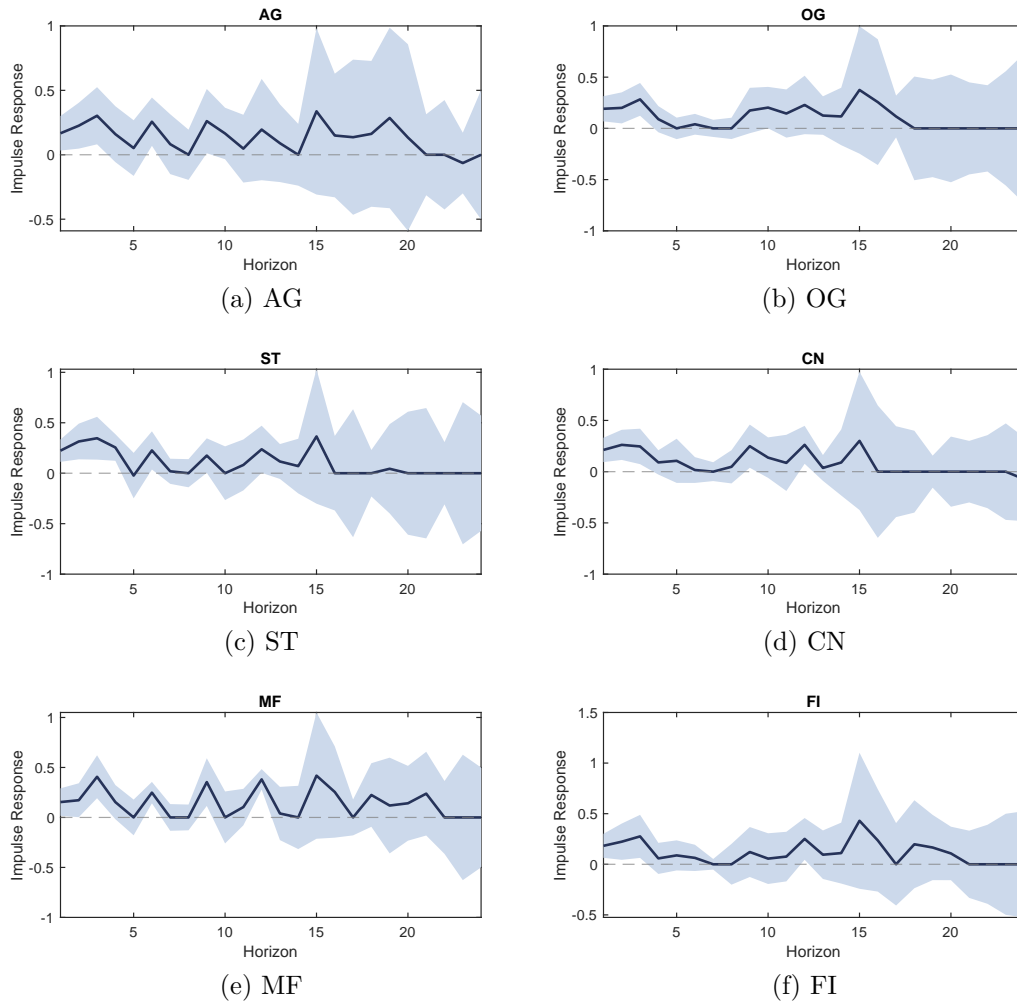 AG
1
0.5
0
-0.5
Impulse Response
5 10 15 20
Horizon
(a) AG
OG
1
0.5
0
-0.5
-1
Impulse Response
5 10 15 20
Horizon
(b) OG
ST
1
0.5
0
-0.5
-1
Impulse Response
5 10 15 20
Horizon
(c) ST
CN
1
0.5
0
-0.5
-1
Impulse Response
5 10 15 20
Horizon
(d) CN
MF
1
0.5
0
-0.5
-1
Impulse Response
5 10 15 20
Horizon
(e) MF
FI
1.5
1
0.5
0
-0.5
Impulse Response
5 10 15 20
Horizon
(f) FI